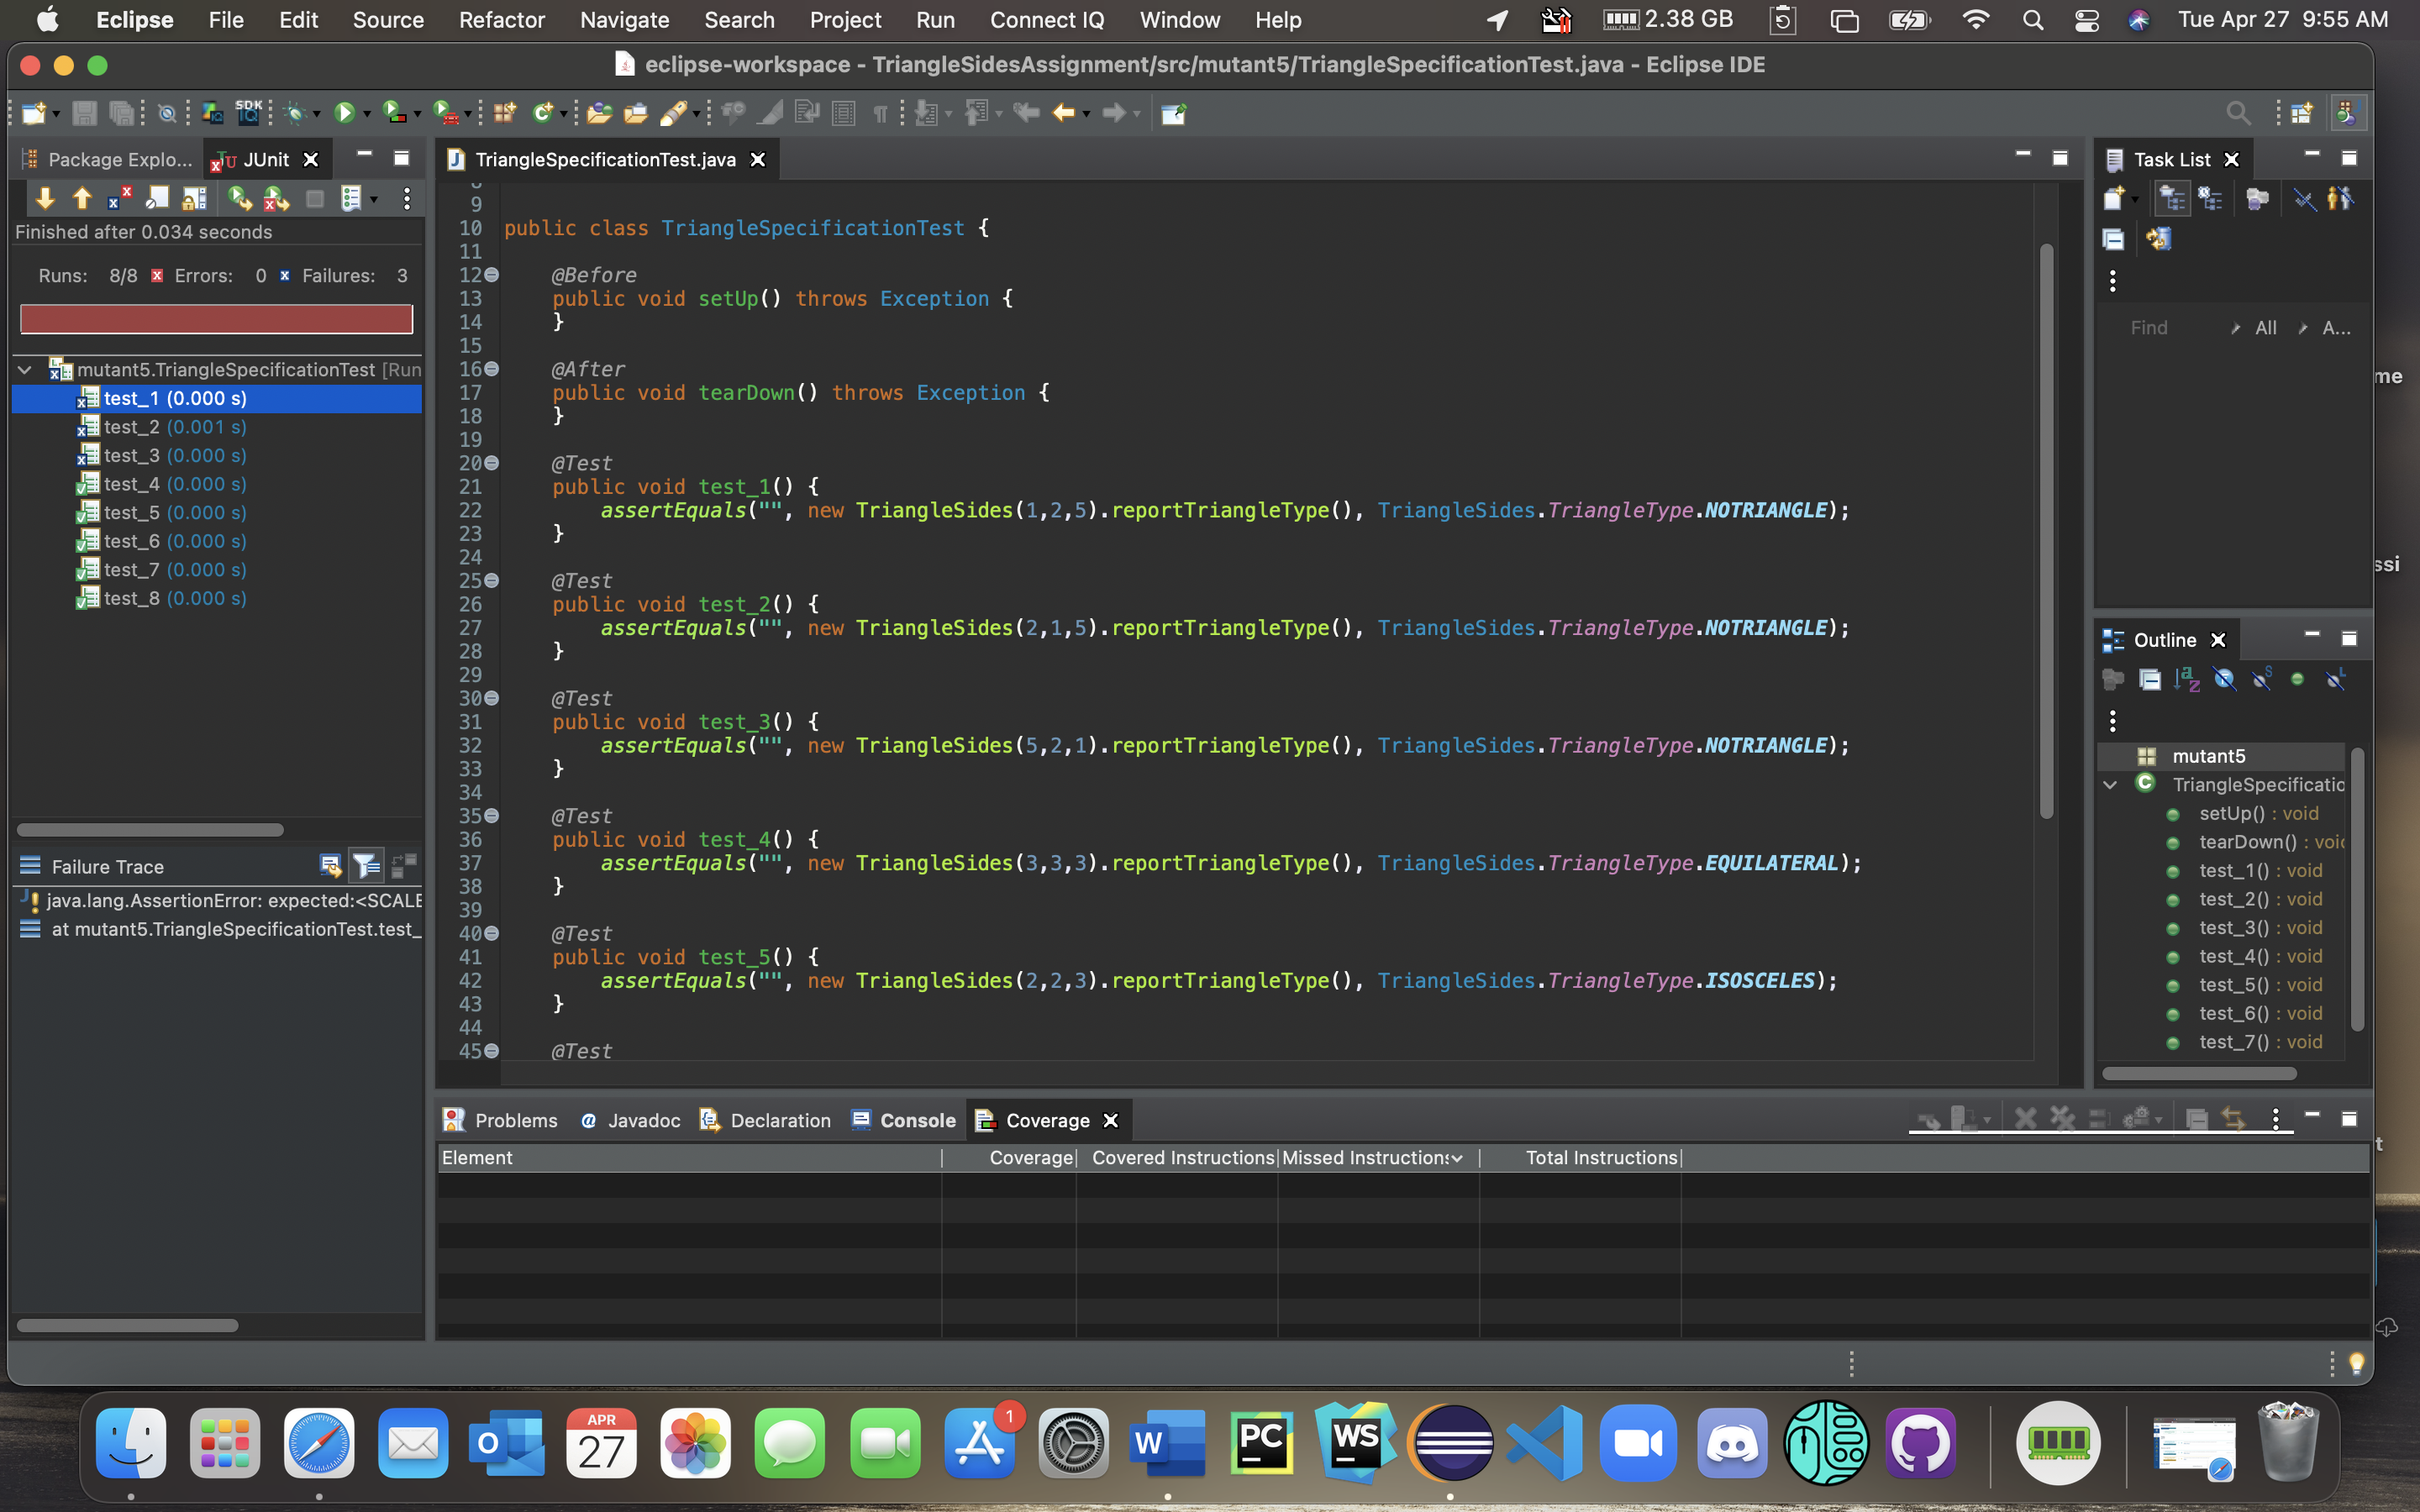 Eclipse File Edit Source Refactor Navigate Search Project Run Connect IQ Window Help 2.38 GB Tue Apr 27 9:55 AM
eclipse-workspace - TriangleSidesAssignment/src/mutant5/TriangleSpecificationTest.java - Eclipse IDE
SDK
IQ
Package Explo... JUnit
TriangleSpecificationTest.java
Task List
Finished after 0.034 seconds
Runs: 8/8 Errors: 0 Failures: 3
mutant5.TriangleSpecificationTest [Run
test_1 (0.000 s)
test_2 (0.001 s)
test_3 (0.000 s)
test_4 (0.000 s)
test_5 (0.000 s)
test_6 (0.000 s)
test_7 (0.000 s)
test_8 (0.000 s)
Failure Trace
java.lang.AssertionError: expected:<SCALE
at mutant5.TriangleSpecificationTest.test_
9
10 public class TriangleSpecificationTest {
11
12 @Before
13 public void setUp() throws Exception {
14 }
15
16 @After
17 public void tearDown() throws Exception {
18 }
19
20 @Test
21 public void test_1() {
22 assertEquals("", new TriangleSides(1,2,5).reportTriangleType(), TriangleSides.TriangleType.NOTRIANGLE);
23 }
24
25 @Test
26 public void test_2() {
27 assertEquals("", new TriangleSides(2,1,5).reportTriangleType(), TriangleSides.TriangleType.NOTRIANGLE);
28 }
29
30 @Test
31 public void test_3() {
32 assertEquals("", new TriangleSides(5,2,1).reportTriangleType(), TriangleSides.TriangleType.NOTRIANGLE);
33 }
34
35 @Test
36 public void test_4() {
37 assertEquals("", new TriangleSides(3,3,3).reportTriangleType(), TriangleSides.TriangleType.EQUILATERAL);
38 }
39
40 @Test
41 public void test_5() {
42 assertEquals("", new TriangleSides(2,2,3).reportTriangleType(), TriangleSides.TriangleType.ISOSCELES);
43 }
44
45 @Test
Find All A...
Outline
mutant5
TriangleSpecificatio
setUp() : void
tearDown() : voi
test_1() : void
test_2() : void
test_3() : void
test_4() : void
test_5() : void
test_6() : void
test_7() : void
me
ssi
t
Problems Javadoc Declaration Console Coverage
Element Coverage Covered Instructions Missed Instructions Total Instructions
APR
27
1
W
PC
WS